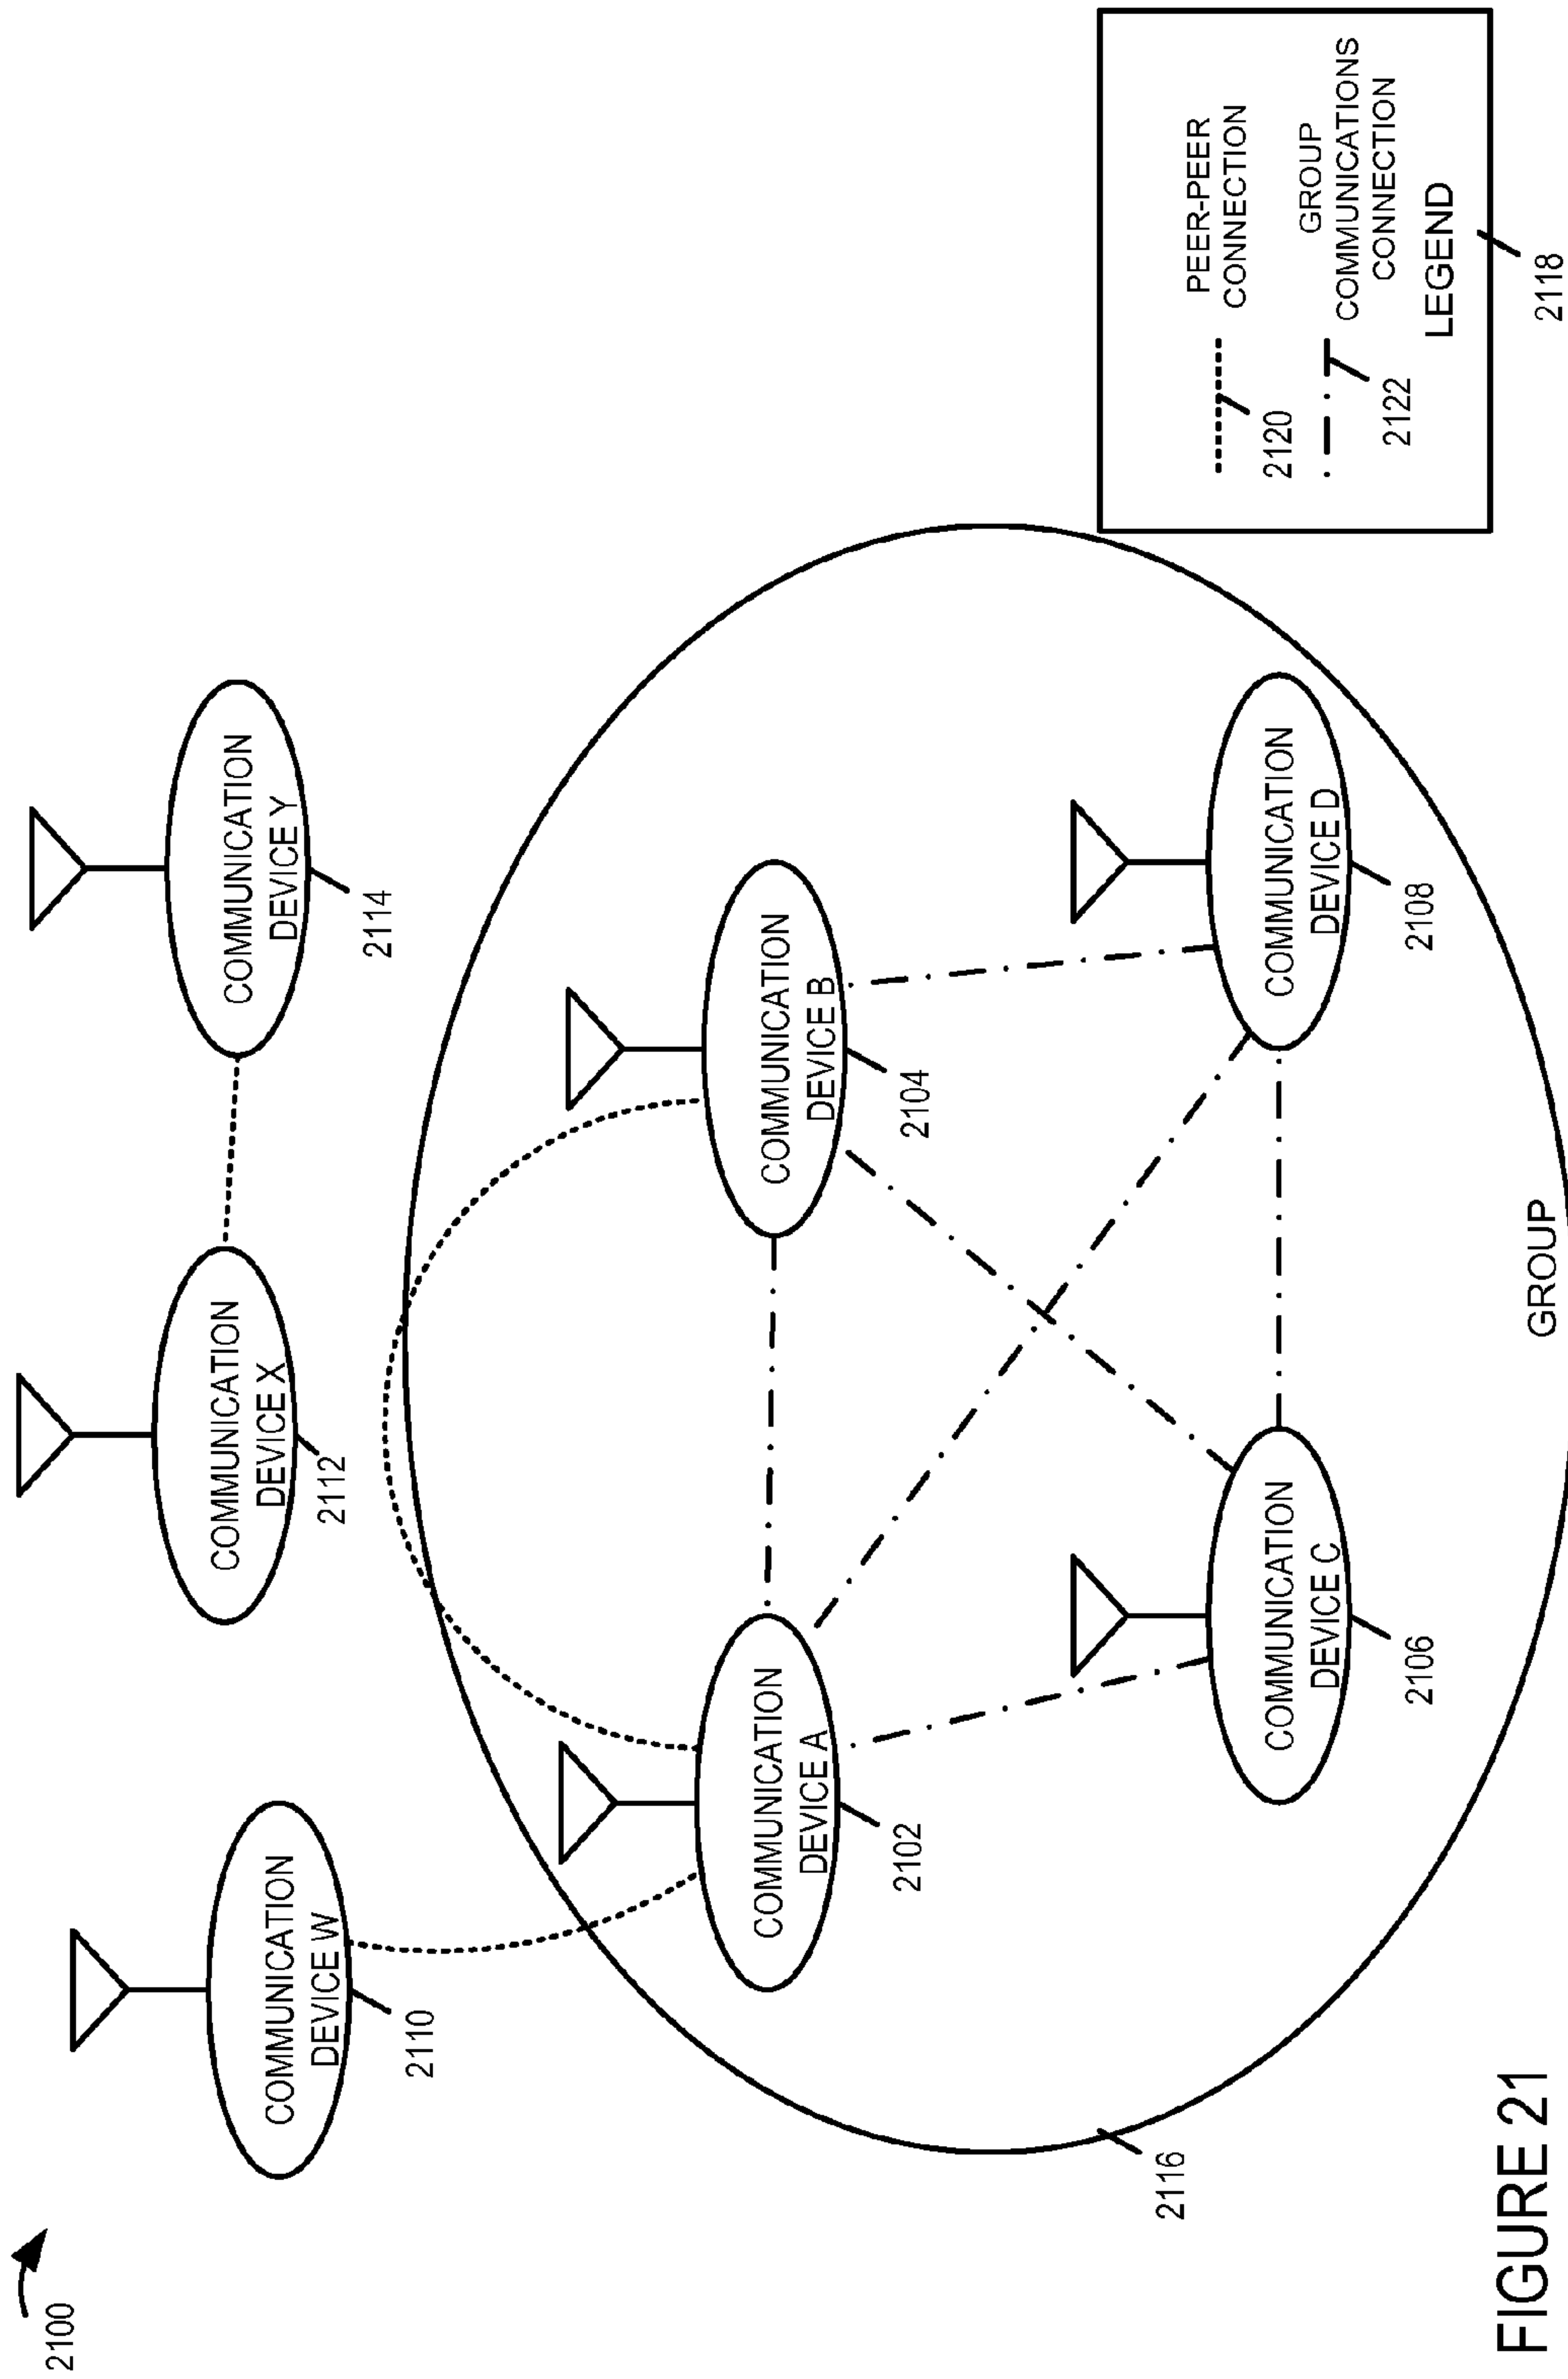 2100
COMMUNICATION
DEVICE W
2110
COMMUNICATION
DEVICE X
2112
COMMUNICATION
DEVICE Y
2114
COMMUNICATION
DEVICE A
2102
COMMUNICATION
DEVICE B
2104
COMMUNICATION
DEVICE C
2106
COMMUNICATION
DEVICE D
2108
2116
GROUP
PEER-PEER
CONNECTION
2120
GROUP
COMMUNICATIONS
CONNECTION
2122
LEGEND
2118
FIGURE 21